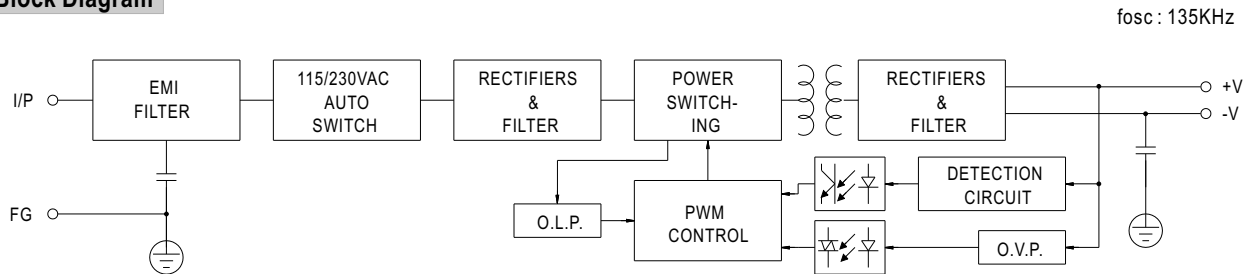 Block Diagram
fosc : 135KHz
I/P
EMI
FILTER
115/230VAC
AUTO
SWITCH
RECTIFIERS
&
FILTER
POWER
SWITCH-
ING
RECTIFIERS
&
FILTER
+V
-V
FG
O.L.P.
PWM
CONTROL
DETECTION
CIRCUIT
O.V.P.